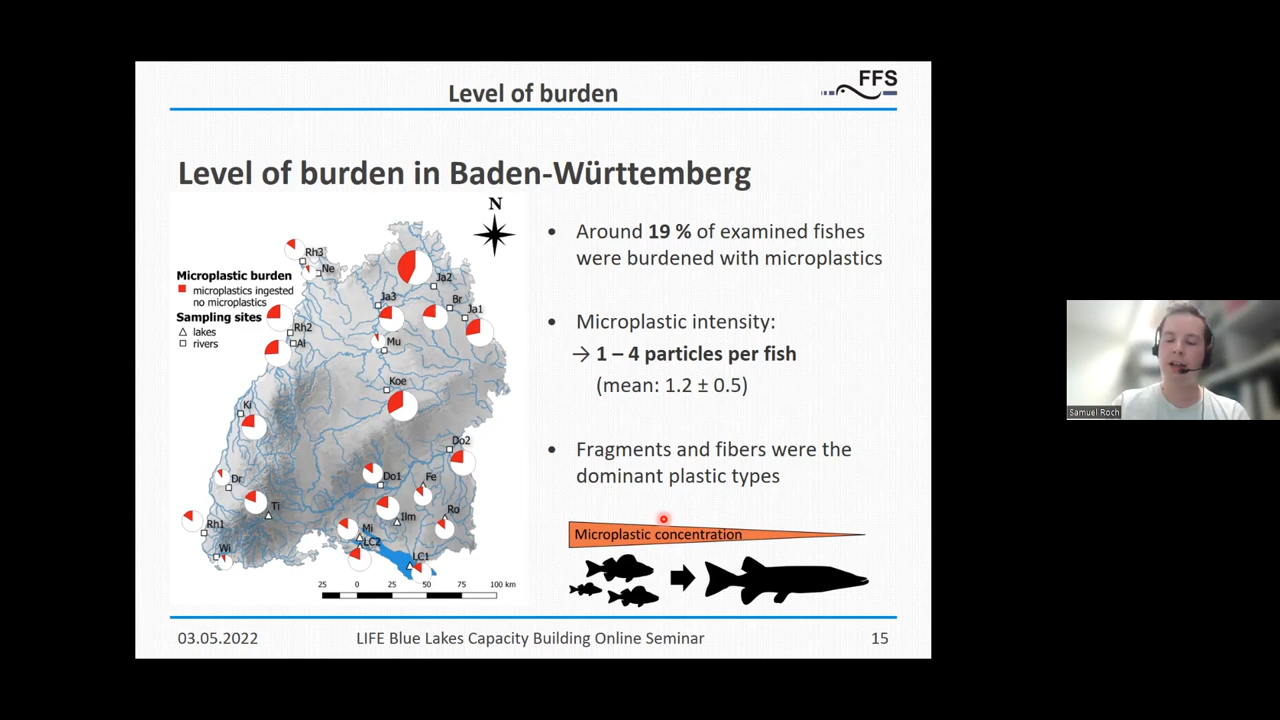 Level of burden
FFS
Level of burden in Baden-Württemberg
N
Microplastic burden
microplastics ingested
no microplastics
Sampling sites
lakes
rivers
Rh3
Ne
Ja2
Ja3
Br
Ja1
Rh2
Al
Mu
Koe
Ki
Do2
Dr
Do1
Fe
Ti
Ilm
Ro
Rh1
Mi
LC2
Wi
LC1
25 0 25 50 75 100 km
• Around 19 % of examined fishes
were burdened with microplastics
• Microplastic intensity:
→ 1 – 4 particles per fish
(mean: 1.2 ± 0.5)
• Fragments and fibers were the
dominant plastic types
Microplastic concentration
03.05.2022
LIFE Blue Lakes Capacity Building Online Seminar
15
Samuel Roch